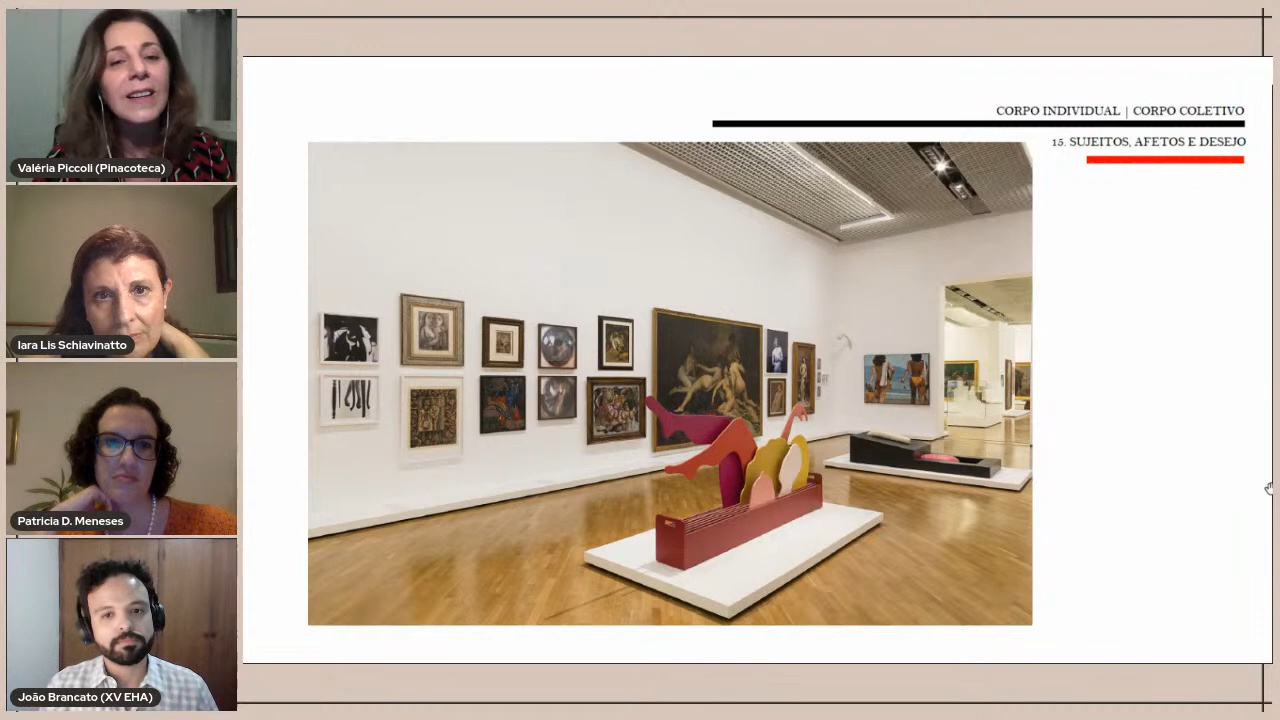 Valéria Piccoli (Pinacoteca)
Iara Lis Schiavinatto
Patricia D. Meneses
João Brancato (XV EHA)
CORPO INDIVIDUAL | CORPO COLETIVO
15. SUJEITOS, AFETOS E DESEJO